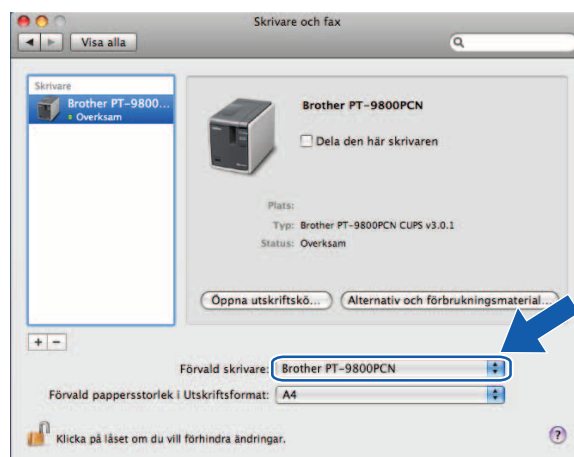 Skrivare och fax
Visa alla
Skrivare
Brother PT-9800...
Overksam
Brother PT-9800PCN
Dela den här skrivaren
Plats:
Typ: Brother PT-9800PCN CUPS v3.0.1
Status: Overksam
Öppna utskriftskö...
Alternativ och förbrukningsmaterial...
+ -
Förvald skrivare: Brother PT-9800PCN
Förvald pappersstorlek i Utskriftsformat: A4
Klicka på låset om du vill förhindra ändringar.
?